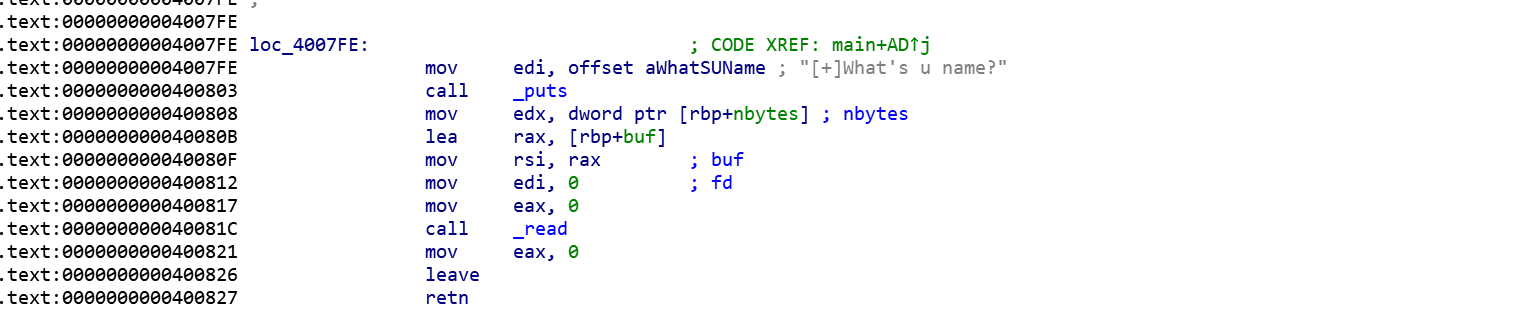 .text:00000000004007FE ;
.text:00000000004007FE
.text:00000000004007FE loc_4007FE: ; CODE XREF: main+AD↑j
.text:00000000004007FE mov edi, offset aWhatSUName ; "[+]What's u name?"
.text:0000000000400803 call _puts
.text:0000000000400808 mov edx, dword ptr [rbp+nbytes] ; nbytes
.text:000000000040080B lea rax, [rbp+buf]
.text:000000000040080F mov rsi, rax ; buf
.text:0000000000400812 mov edi, 0 ; fd
.text:0000000000400817 mov eax, 0
.text:000000000040081C call _read
.text:0000000000400821 mov eax, 0
.text:0000000000400826 leave
.text:0000000000400827 retn